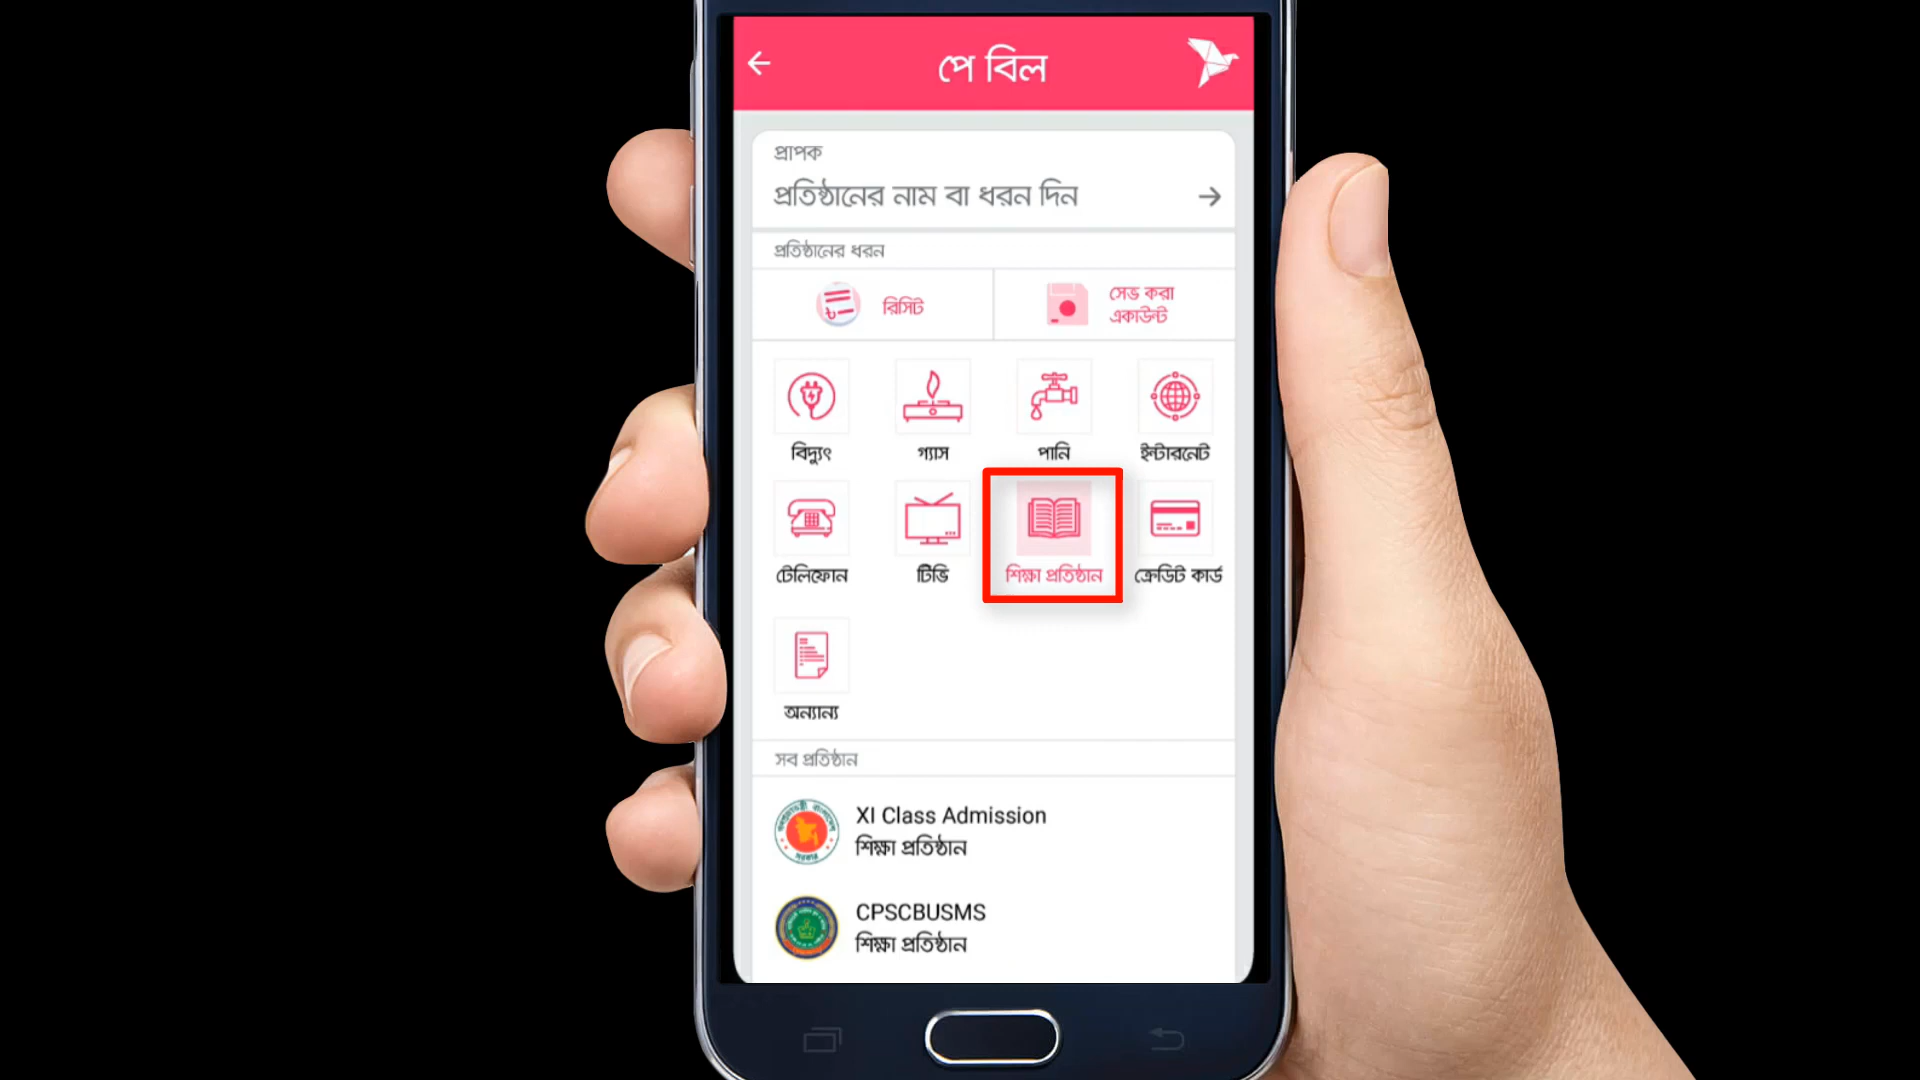 পে বিল
প্রাপক
প্রতিষ্ঠানের নাম বা ধরন দিন
প্রতিষ্ঠানের ধরন
রিসিট
সেভ করা
একাউন্ট
বিদ্যুৎ
গ্যাস
পানি
ইন্টারনেট
টেলিফোন
টিভি
শিক্ষা প্রতিষ্ঠান
ক্রেডিট কার্ড
অন্যান্য
সব প্রতিষ্ঠান
XI Class Admission
শিক্ষা প্রতিষ্ঠান
CPSCBUSMS
শিক্ষা প্রতিষ্ঠান